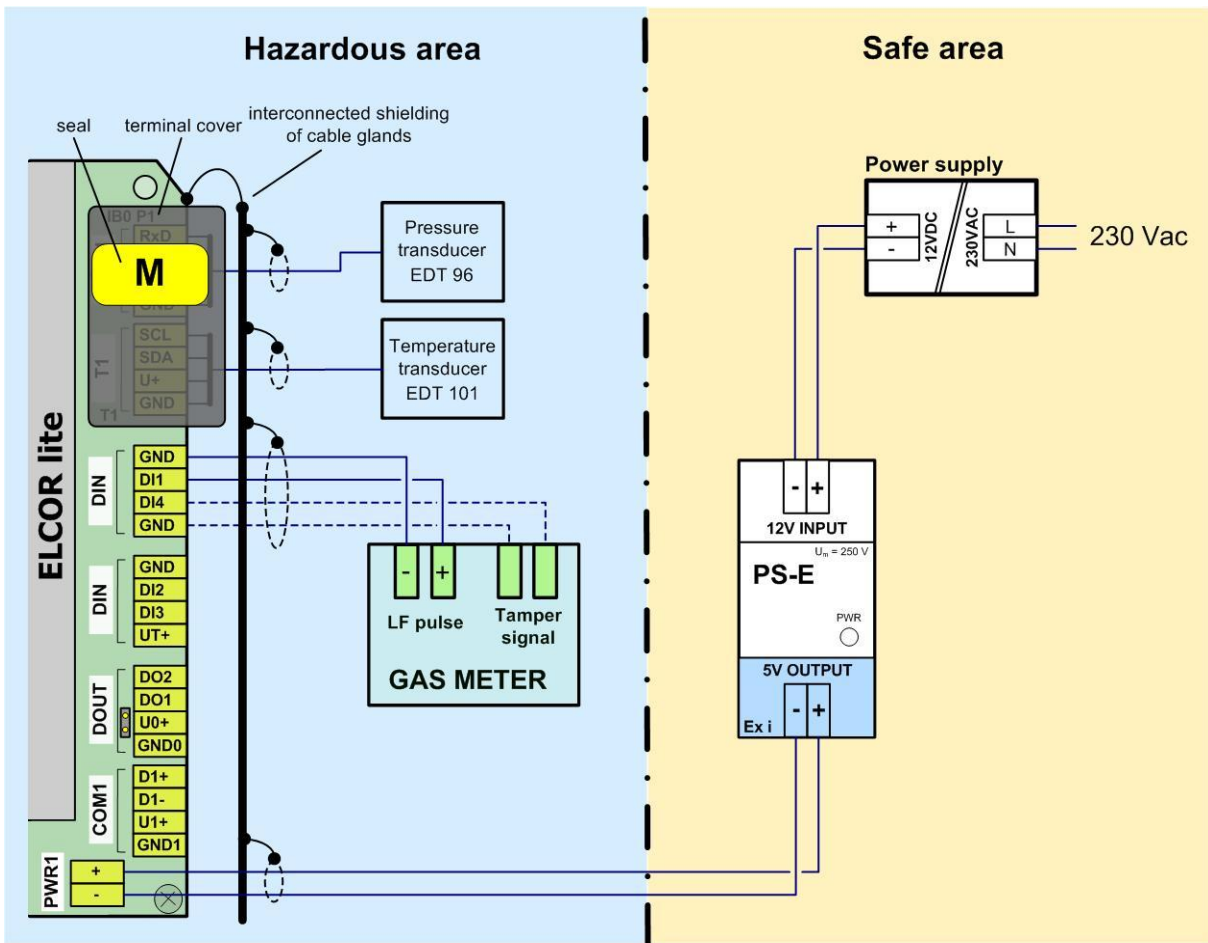 Hazardous area
Safe area
seal
terminal cover
interconnected shielding
of cable glands
IB0 P1
RxD
M
GND
SCL
SDA
U+
GND
T1
T1
Pressure
transducer
EDT 96
Temperature
transducer
EDT 101
ELCOR lite
DIN
GND
DI1
DI4
GND
DIN
GND
DI2
DI3
UT+
DOUT
DO2
DO1
U0+
GND0
COM1
D1+
D1-
U1+
GND1
PWR1
+
-
- +
LF pulse
Tamper
signal
GAS METER
Power supply
+
-
12VDC
230VAC
L
N
230 Vac
- +
12V INPUT
Um = 250 V
PS-E
PWR
5V OUTPUT
- +
Ex i